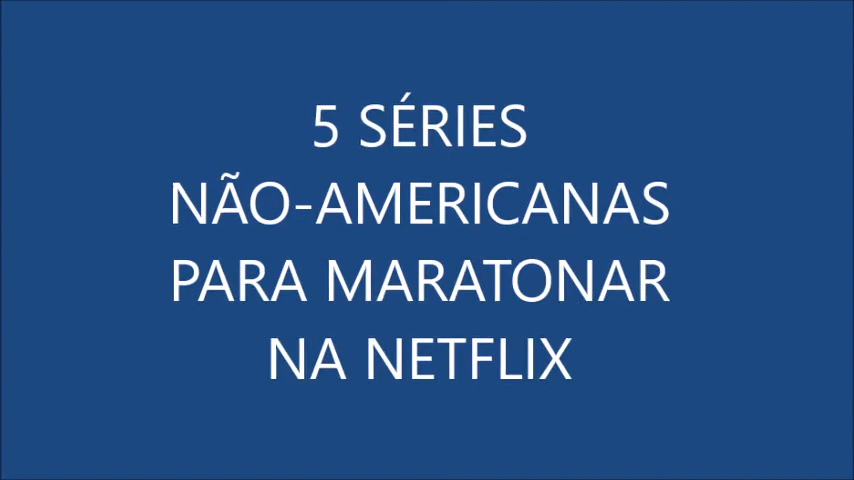 5 SÉRIES
NÃO-AMERICANAS
PARA MARATONAR
NA NETFLIX